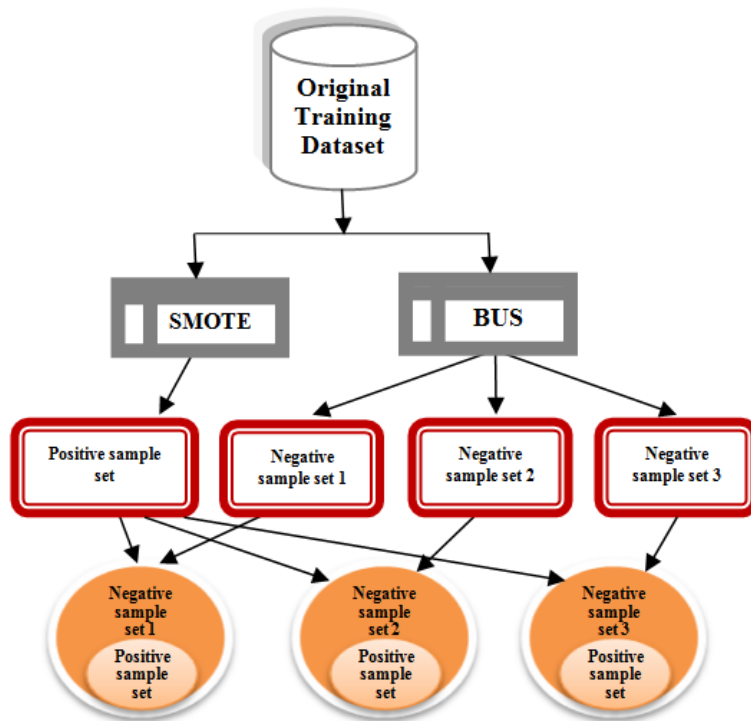 Original
Training
Dataset
SMOTE
BUS
Positive sample
set
Negative
sample set 1
Negative
sample set 2
Negative
sample set 3
Negative
sample
set 1
Positive
sample
set
Negative
sample
set 2
Positive
sample
set
Negative
sample
set 3
Positive
sample
set